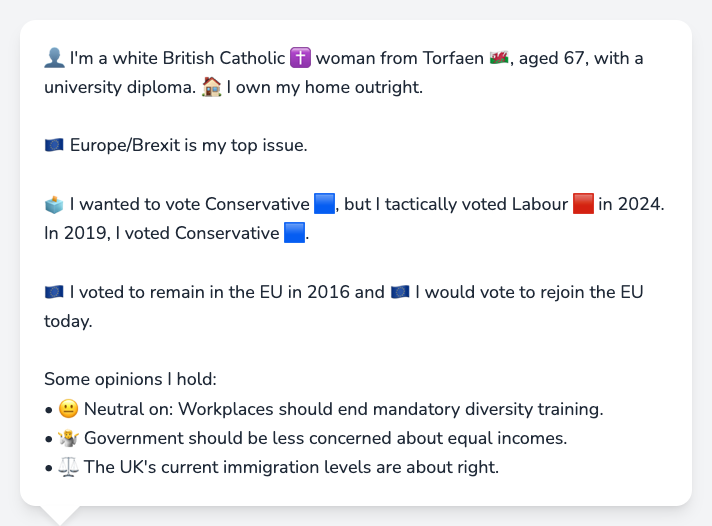 👤 I'm a white British Catholic ✝️ woman from Torfaen 🏴󠁧󠁢󠁷󠁬󠁳󠁿, aged 67, with a
university diploma. 🏠 I own my home outright.
🇪🇺 Europe/Brexit is my top issue.
🗳️ I wanted to vote Conservative 🟦, but I tactically voted Labour 🟥 in 2024.
In 2019, I voted Conservative 🟦.
🇪🇺 I voted to remain in the EU in 2016 and 🇪🇺 I would vote to rejoin the EU
today.
Some opinions I hold:
• 😐 Neutral on: Workplaces should end mandatory diversity training.
• 🤷 Government should be less concerned about equal incomes.
• ⚖️ The UK's current immigration levels are about right.